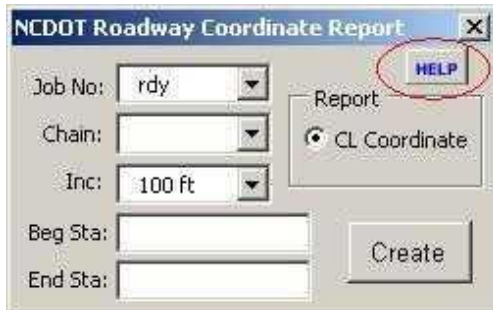 NCDOT Roadway Coordinate Report
HELP
Job No: rdy
Report
Chain:
CL Coordinate
Inc: 100 ft
Beg Sta:
Create
End Sta: